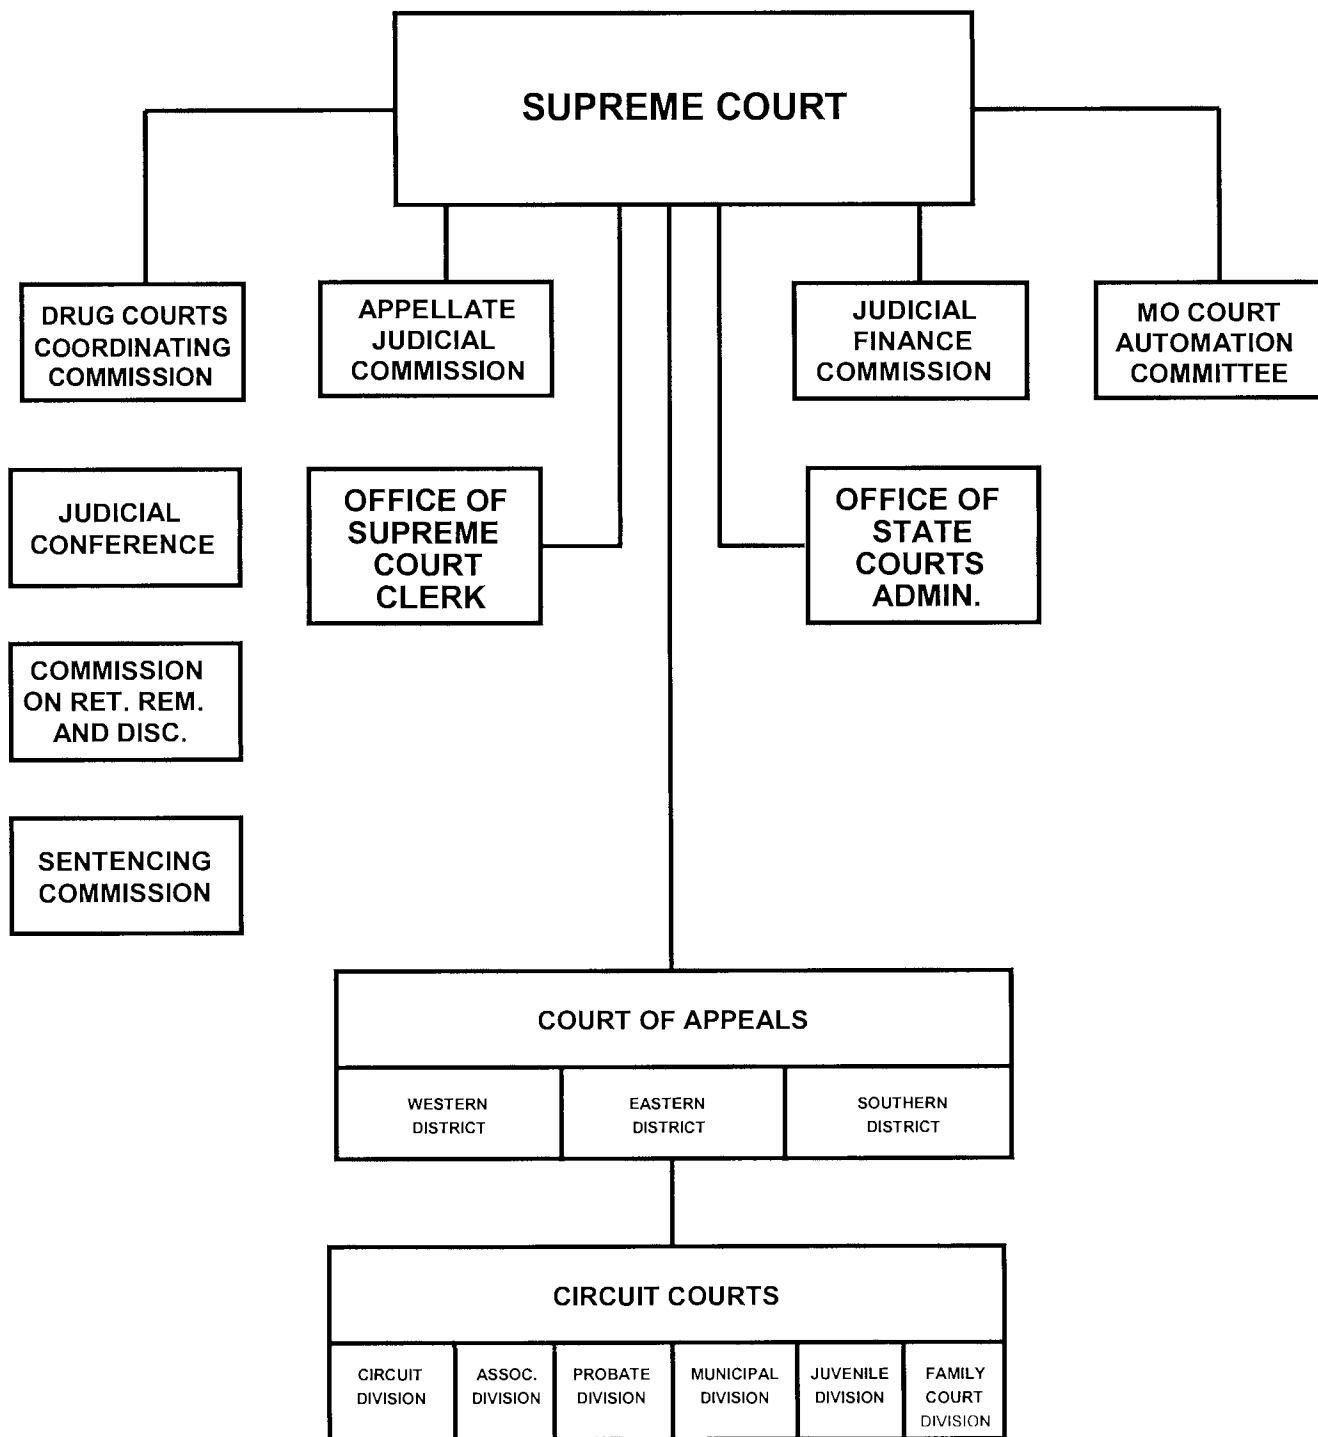 SUPREME COURT
DRUG COURTS
COORDINATING
COMMISSION
APPELLATE
JUDICIAL
COMMISSION
JUDICIAL
FINANCE
COMMISSION
MO COURT
AUTOMATION
COMMITTEE
JUDICIAL
CONFERENCE
OFFICE OF
SUPREME
COURT
CLERK
OFFICE OF
STATE
COURTS
ADMIN.
COMMISSION
ON RET. REM.
AND DISC.
SENTENCING
COMMISSION
COURT OF APPEALS
WESTERN
DISTRICT
EASTERN
DISTRICT
SOUTHERN
DISTRICT
CIRCUIT COURTS
CIRCUIT
DIVISION
ASSOC.
DIVISION
PROBATE
DIVISION
MUNICIPAL
DIVISION
JUVENILE
DIVISION
FAMILY
COURT
DIVISION